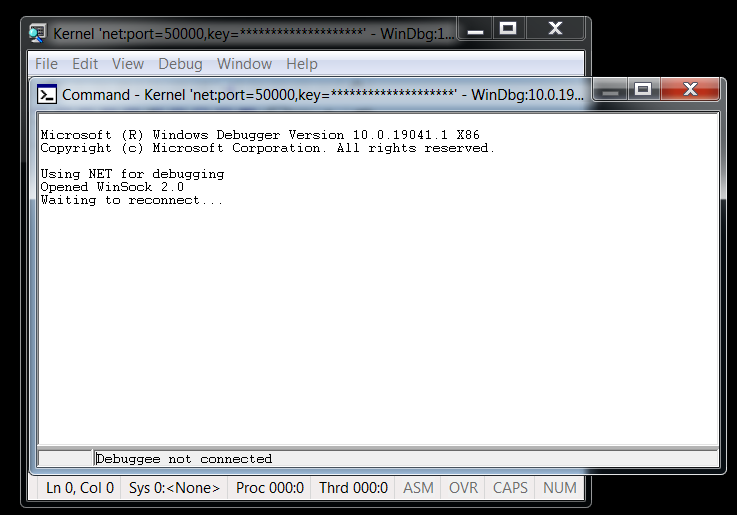 Kernel 'net:port=50000,key=********************' - WinDbg:1...
File Edit View Debug Window Help
Command - Kernel 'net:port=50000,key=********************' - WinDbg:10.0.19...
Microsoft (R) Windows Debugger Version 10.0.19041.1 X86
Copyright (c) Microsoft Corporation. All rights reserved.
Using NET for debugging
Opened WinSock 2.0
Waiting to reconnect...
Debuggee not connected
Ln 0, Col 0 Sys 0:<None> Proc 000:0 Thrd 000:0 ASM OVR CAPS NUM